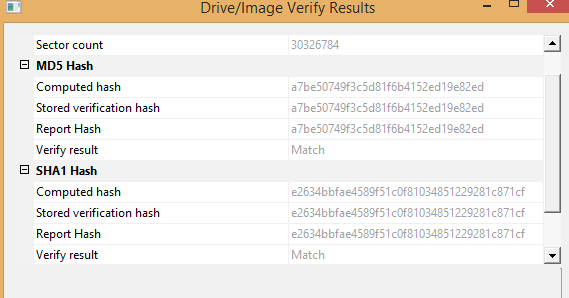 Drive/Image Verify Results
Sector count 30326784
MD5 Hash
Computed hash a7be50749f3c5d81f6b4152ed19e82ed
Stored verification hash a7be50749f3c5d81f6b4152ed19e82ed
Report Hash a7be50749f3c5d81f6b4152ed19e82ed
Verify result Match
SHA1 Hash
Computed hash e2634bbfae4589f51c0f81034851229281c871cf
Stored verification hash e2634bbfae4589f51c0f81034851229281c871cf
Report Hash e2634bbfae4589f51c0f81034851229281c871cf
Verify result Match